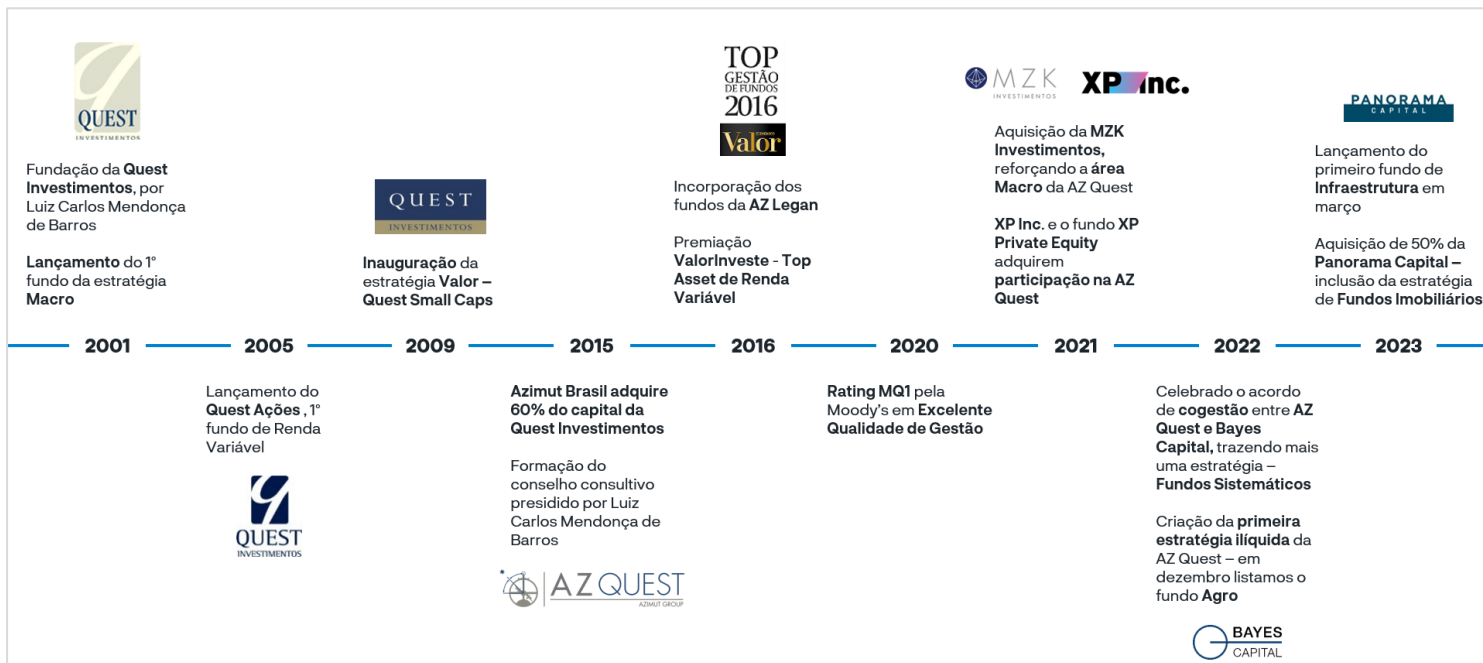 QUEST
INVESTIMENTOS
Fundação da Quest
Investimentos, por
Luiz Carlos Mendonça
de Barros
Lançamento do 1°
fundo da estratégia
Macro
QUEST
INVESTIMENTOS
Inauguração da
estratégia Valor –
Quest Small Caps
TOP
GESTÃO
DE FUNDOS
2016
Valor
Incorporação dos
fundos da AZ Legan
Premiação
ValorInveste - Top
Asset de Renda
Variável
MZK
INVESTIMENTOS
XP Inc.
Aquisição da MZK
Investimentos,
reforçando a área
Macro da AZ Quest
XP Inc. e o fundo XP
Private Equity
adquirem
participação na AZ
Quest
PANORAMA
CAPITAL
Lançamento do
primeiro fundo de
Infraestrutura em
março
Aquisição de 50% da
Panorama Capital –
inclusão da estratégia
de Fundos Imobiliários
2001 2005 2009 2015 2016 2020 2021 2022 2023
Lançamento do
Quest Ações , 1°
fundo de Renda
Variável
QUEST
INVESTIMENTOS
Azimut Brasil adquire
60% do capital da
Quest Investimentos
Formação do
conselho consultivo
presidido por Luiz
Carlos Mendonça de
Barros
AZ QUEST
AZIMUT GROUP
Rating MQ1 pela
Moody's em Excelente
Qualidade de Gestão
Celebrado o acordo
de cogestão entre AZ
Quest e Bayes
Capital, trazendo mais
uma estratégia –
Fundos Sistemáticos
Criação da primeira
estratégia ilíquida da
AZ Quest – em
dezembro listamos o
fundo Agro
BAYES
CAPITAL